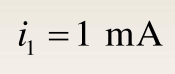 i₁ = 1 mA